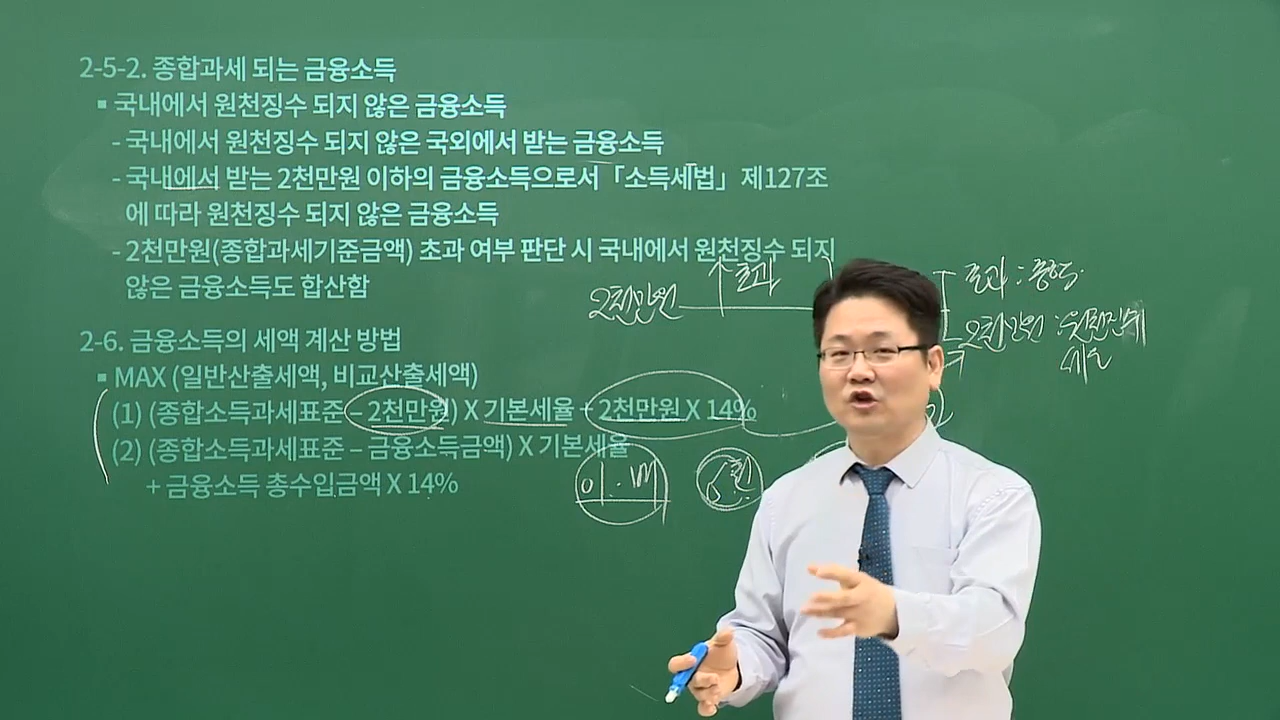 2-5-2. 종합과세 되는 금융소득
▪ 국내에서 원천징수 되지 않은 금융소득
- 국내에서 원천징수 되지 않은 국외에서 받는 금융소득
- 국내에서 받는 2천만원 이하의 금융소득으로서「소득세법」제127조
에 따라 원천징수 되지 않은 금융소득
- 2천만원(종합과세기준금액) 초과 여부 판단 시 국내에서 원천징수 되지
않은 금융소득도 합산함
초과
2천만원
초과 : 종합
2천만원 : 원천징수
2-6. 금융소득의 세액 계산 방법
▪ MAX (일반산출세액, 비교산출세액)
(1) (종합소득과세표준 – 2천만원) X 기본세율 + 2천만원 X 14%
(2) (종합소득과세표준 – 금융소득금액) X 기본세율
+ 금융소득 총수입금액 X 14%
이. 배